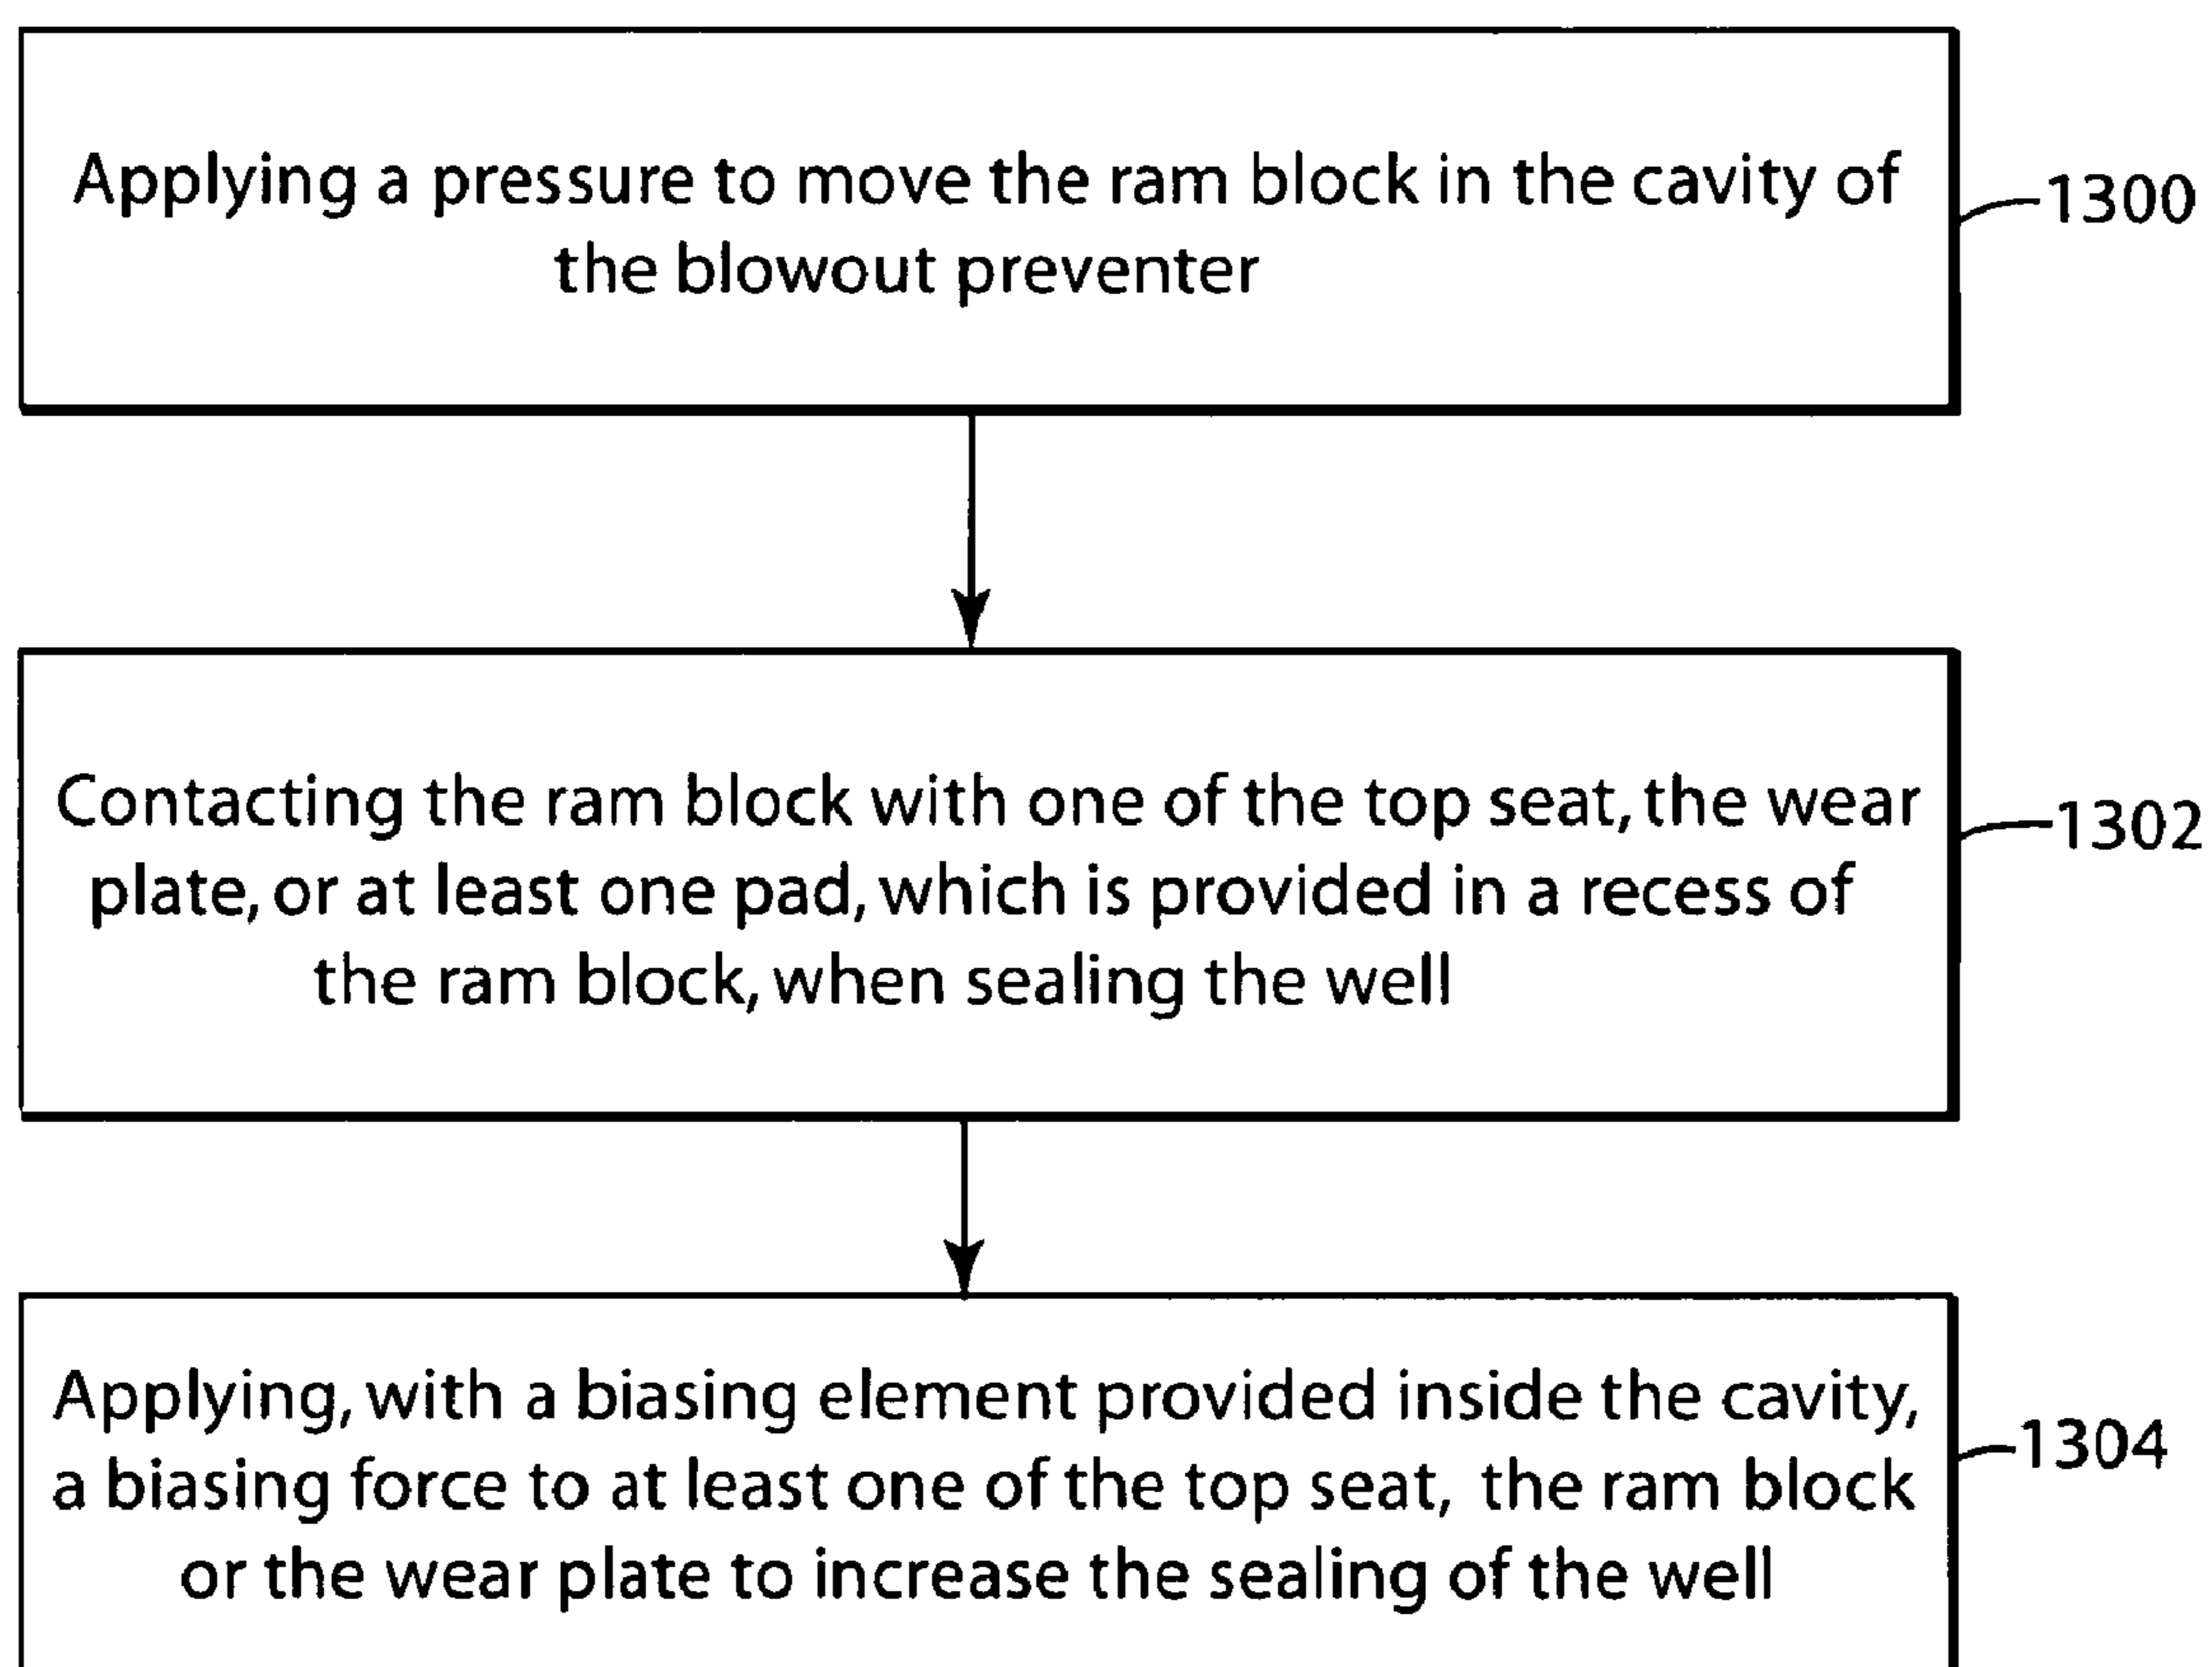 Applying a pressure to move the ram block in the cavity of
the blowout preventer
1300
Contacting the ram block with one of the top seat, the wear
plate, or at least one pad, which is provided in a recess of
the ram block, when sealing the well
1302
Applying, with a biasing element provided inside the cavity,
a biasing force to at least one of the top seat, the ram block
or the wear plate to increase the sealing of the well
1304